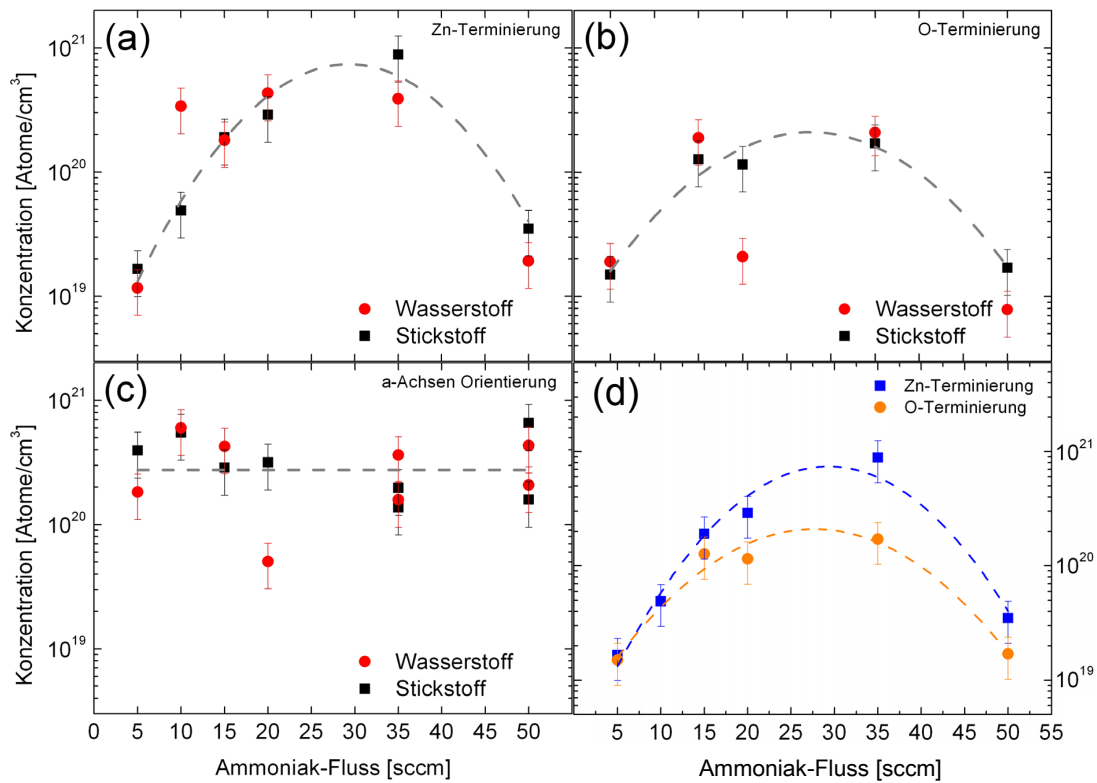 (a)
Zn-Terminierung
Konzentration [Atome/cm³]
10²¹
10²⁰
10¹⁹
Wasserstoff
Stickstoff
(b)
O-Terminierung
Wasserstoff
Stickstoff
(c)
a-Achsen Orientierung
Konzentration [Atome/cm³]
10²¹
10²⁰
10¹⁹
Wasserstoff
Stickstoff
0 5 10 15 20 25 30 35 40 45 50
Ammoniak-Fluss [sccm]
(d)
Zn-Terminierung
O-Terminierung
10²¹
10²⁰
10¹⁹
5 10 15 20 25 30 35 40 45 50 55
Ammoniak-Fluss [sccm]